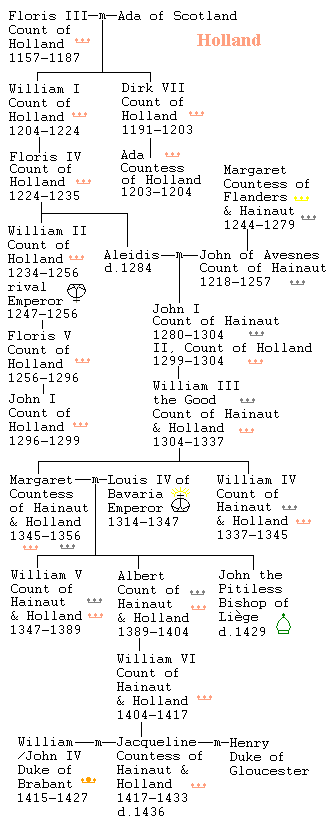 Floris III—m—Ada of Scotland
Count of
Holland
1157—1187
Holland
William I
Count of
Holland
1204—1224
Dirk VII
Count of
Holland
1191—1203
Floris IV
Count of
Holland
1224—1235
Ada
Countess
of Holland
1203—1204
Margaret
Countess of
Flanders
& Hainaut
1244—1279
William II
Count of
Holland
1234—1256
rival
Emperor
1247—1256
Aleidis—m—John of Avesnes
d.1284
Count of Hainaut
1218—1257
John I
Count of Hainaut
1280—1304
II, Count of Holland
1299—1304
Floris V
Count of
Holland
1256—1296
John I
Count of
Holland
1296—1299
William III
the Good
Count of Hainaut
& Holland
1304—1337
Margaret—m—Louis IV of
Countess
of Hainaut
& Holland
1345—1356
Bavaria
Emperor
1314—1347
William IV
Count of
Hainaut
& Holland
1337—1345
William V
Count of
Hainaut
& Holland
1347—1389
Albert
Count of
Hainaut
& Holland
1389—1404
John the
Pitiless
Bishop of
Liège
d.1429
William VI
Count of
Hainaut
& Holland
1404—1417
William—m—Jacqueline—m—Henry
/John IV
Duke of
Brabant
1415—1427
Countess of
Hainaut &
Holland
1417—1433
d.1436
Duke of
Gloucester